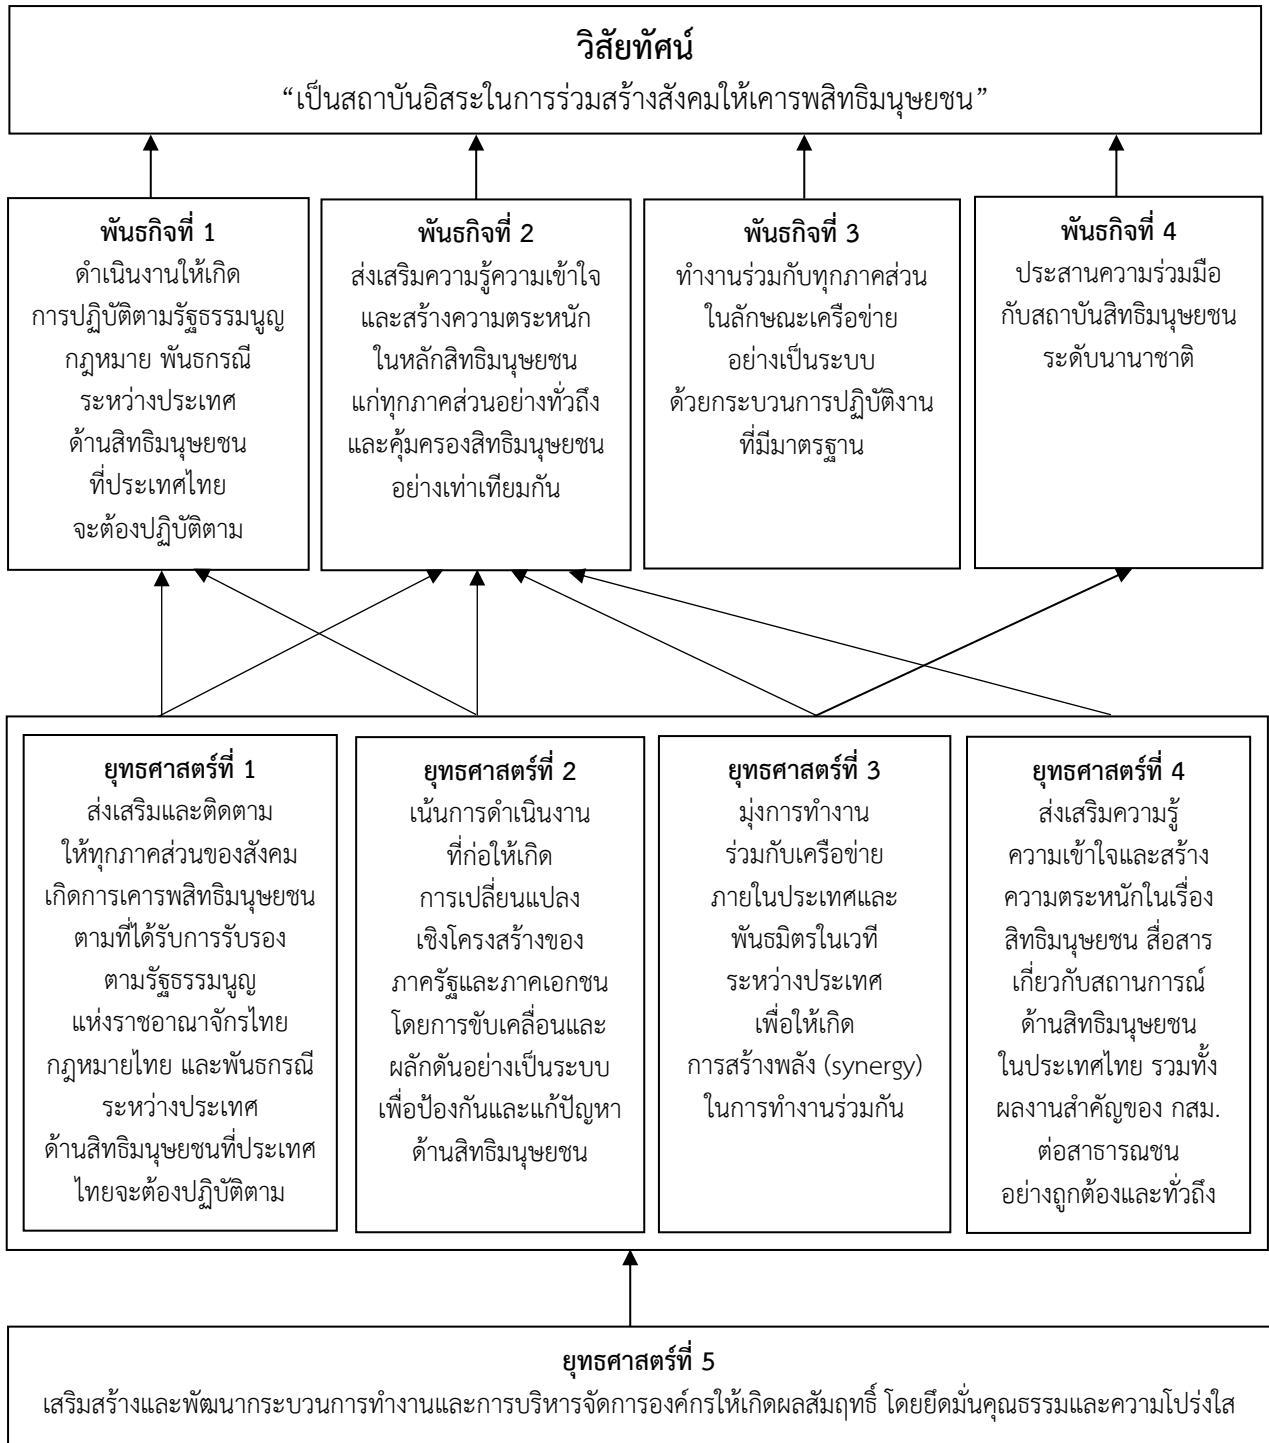 วิสัยทัศน์
“เป็นสถาบันอิสระในการร่วมสร้างสังคมให้เคารพสิทธิมนุษยชน”
พันธกิจที่ 1
ดำเนินงานให้เกิด
การปฏิบัติตามรัฐธรรมนูญ
กฎหมาย พันธกรณี
ระหว่างประเทศ
ด้านสิทธิมนุษยชน
ที่ประเทศไทย
จะต้องปฏิบัติตาม
พันธกิจที่ 2
ส่งเสริมความรู้ความเข้าใจ
และสร้างความตระหนัก
ในหลักสิทธิมนุษยชน
แก่ทุกภาคส่วนอย่างทั่วถึง
และคุ้มครองสิทธิมนุษยชน
อย่างเท่าเทียมกัน
พันธกิจที่ 3
ทำงานร่วมกับทุกภาคส่วน
ในลักษณะเครือข่าย
อย่างเป็นระบบ
ด้วยกระบวนการปฏิบัติงาน
ที่มีมาตรฐาน
พันธกิจที่ 4
ประสานความร่วมมือ
กับสถาบันสิทธิมนุษยชน
ระดับนานาชาติ
ยุทธศาสตร์ที่ 1
ส่งเสริมและติดตาม
ให้ทุกภาคส่วนของสังคม
เกิดการเคารพสิทธิมนุษยชน
ตามที่ได้รับการรับรอง
ตามรัฐธรรมนูญ
แห่งราชอาณาจักรไทย
กฎหมายไทย และพันธกรณี
ระหว่างประเทศ
ด้านสิทธิมนุษยชนที่ประเทศ
ไทยจะต้องปฏิบัติตาม
ยุทธศาสตร์ที่ 2
เน้นการดำเนินงาน
ที่ก่อให้เกิด
การเปลี่ยนแปลง
เชิงโครงสร้างของ
ภาครัฐและภาคเอกชน
โดยการขับเคลื่อนและ
ผลักดันอย่างเป็นระบบ
เพื่อป้องกันและแก้ปัญหา
ด้านสิทธิมนุษยชน
ยุทธศาสตร์ที่ 3
มุ่งการทำงาน
ร่วมกับเครือข่าย
ภายในประเทศและ
พันธมิตรในเวที
ระหว่างประเทศ
เพื่อให้เกิด
การสร้างพลัง (synergy)
ในการทำงานร่วมกัน
ยุทธศาสตร์ที่ 4
ส่งเสริมความรู้
ความเข้าใจและสร้าง
ความตระหนักในเรื่อง
สิทธิมนุษยชน สื่อสาร
เกี่ยวกับสถานการณ์
ด้านสิทธิมนุษยชน
ในประเทศไทย รวมทั้ง
ผลงานสำคัญของ กสม.
ต่อสาธารณชน
อย่างถูกต้องและทั่วถึง
ยุทธศาสตร์ที่ 5
เสริมสร้างและพัฒนากระบวนการทำงานและการบริหารจัดการองค์กรให้เกิดผลสัมฤทธิ์ โดยยึดมั่นคุณธรรมและความโปร่งใส